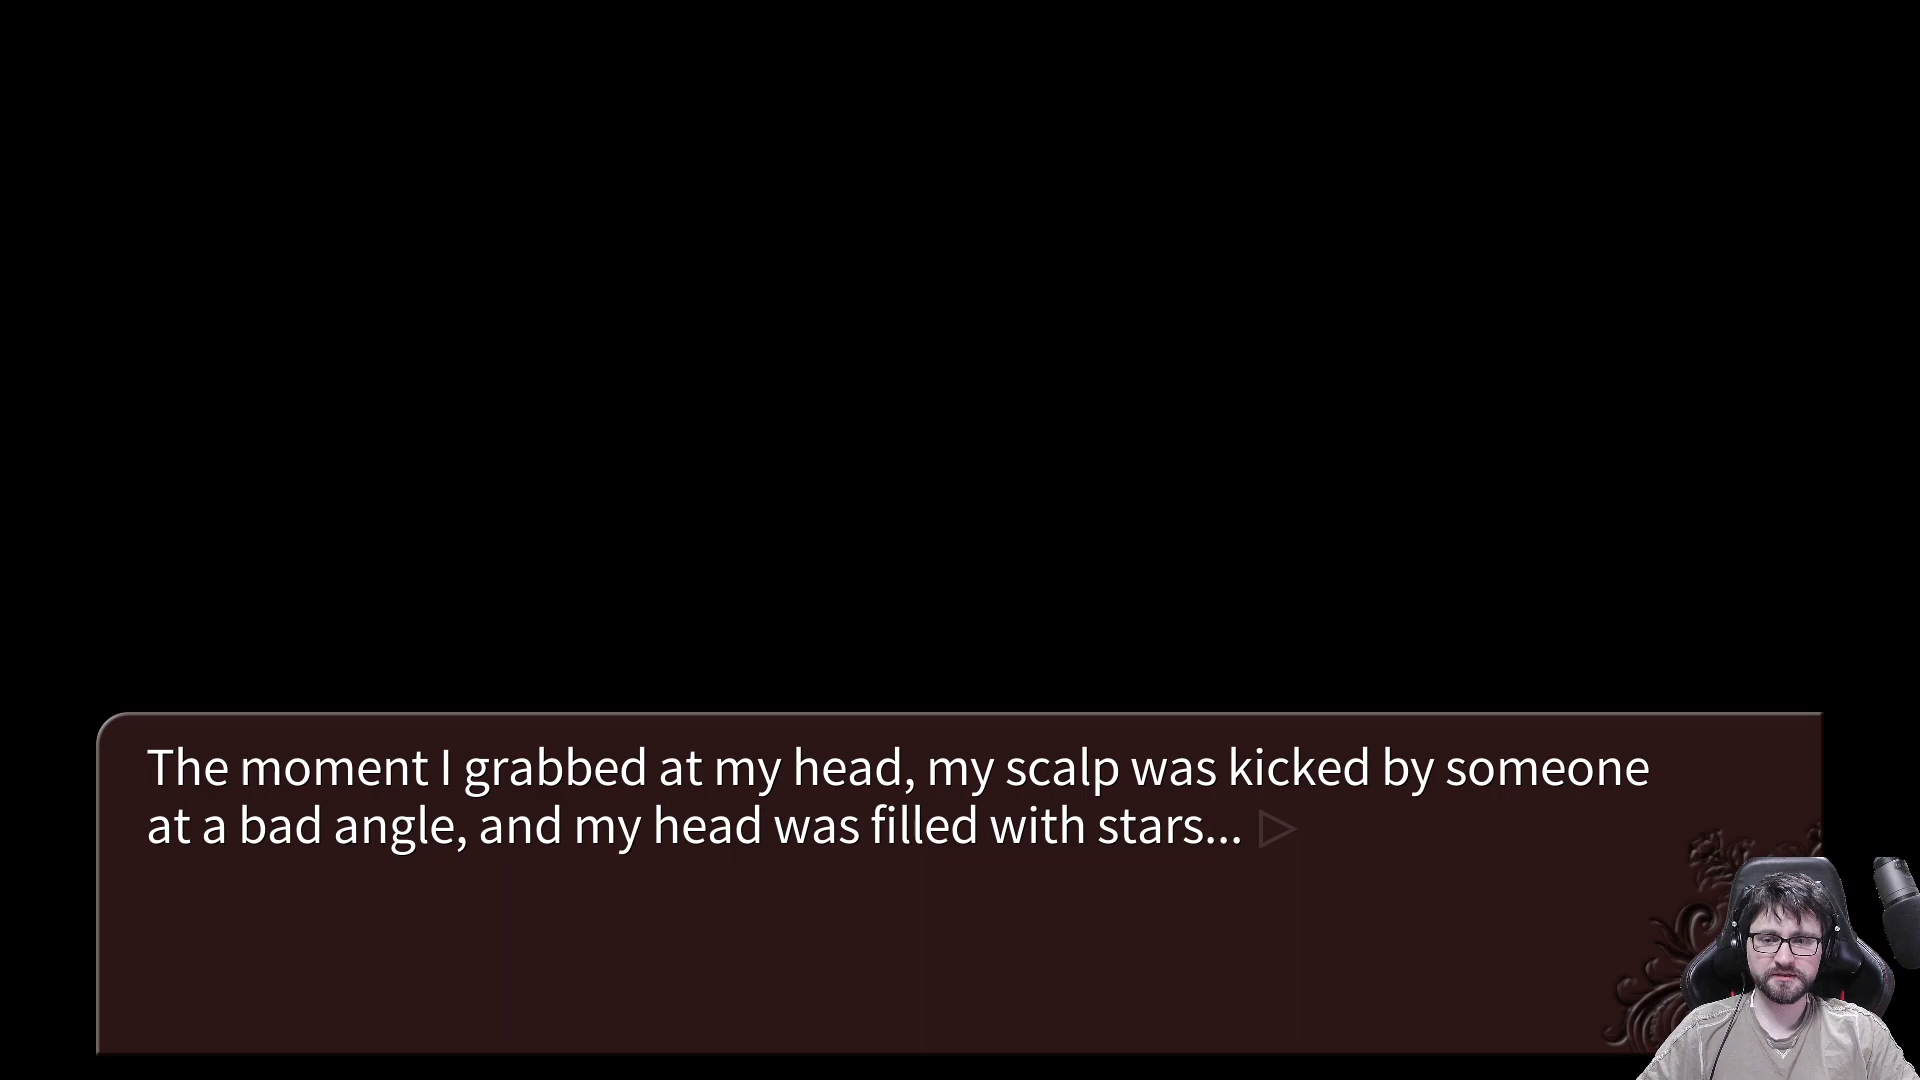 The moment I grabbed at my head, my scalp was kicked by someone
at a bad angle, and my head was filled with stars...